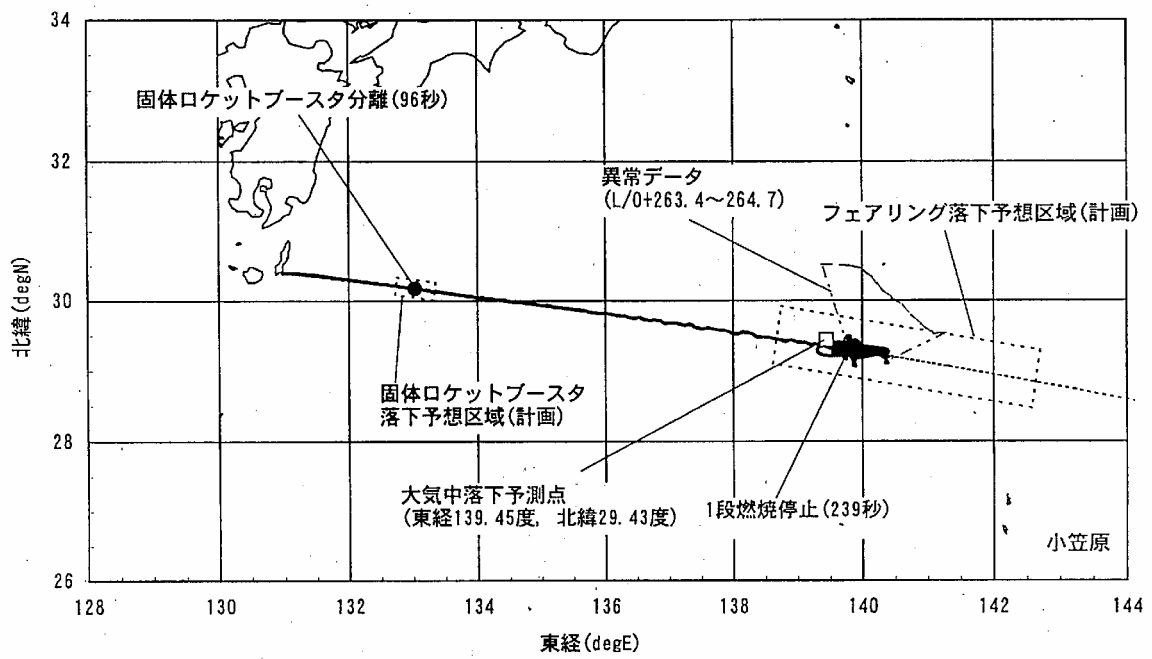 34
固体ロケットブースタ分離(96秒)
32
異常データ
(L/O+263.4～264.7)
フェアリング落下予想区域(計画)
30
北緯(degN)
固体ロケットブースタ
落下予想区域(計画)
28
大気中落下予測点
(東経139.45度, 北緯29.43度)
1段燃焼停止(239秒)
小笠原
26
128 130 132 134 136 138 140 142 144
東経(degE)